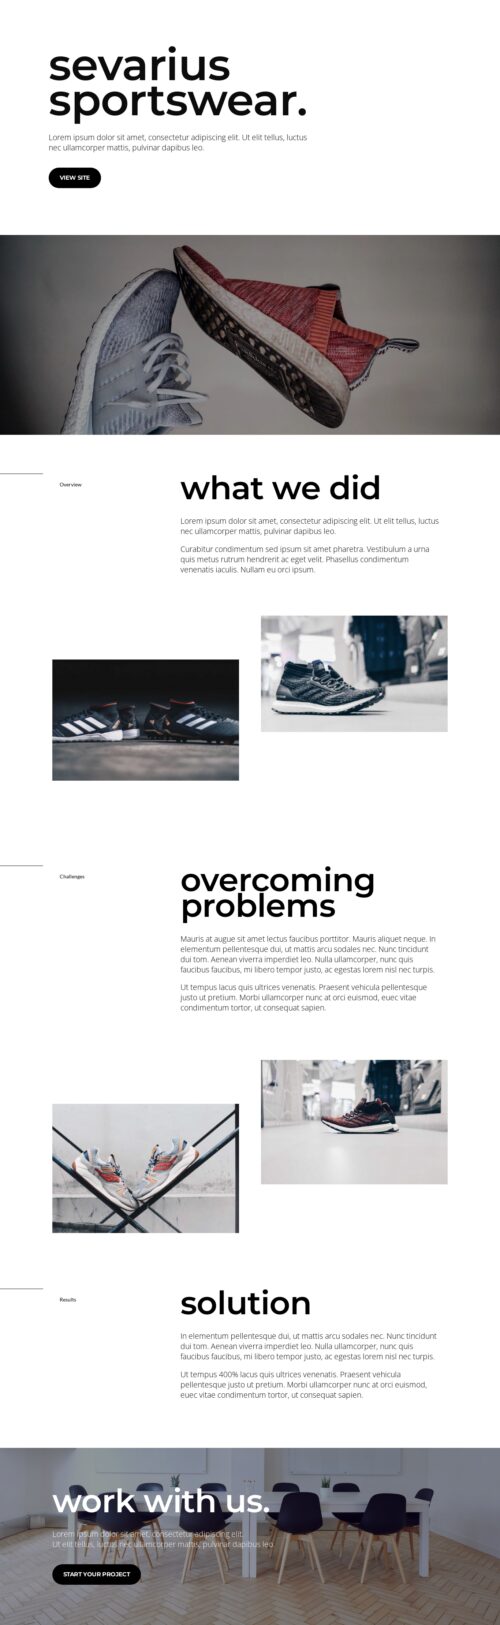 sevarius
sportswear.
Lorem ipsum dolor sit amet, consectetur adipiscing elit. Ut elit tellus, luctus
nec ullamcorper mattis, pulvinar dapibus leo.
VIEW SITE
Overview
what we did
Lorem ipsum dolor sit amet, consectetur adipiscing elit. Ut elit tellus, luctus
nec ullamcorper mattis, pulvinar dapibus leo.
Curabitur condimentum sed ipsum sit amet pharetra. Vestibulum a urna
quis metus rutrum hendrerit ac eget velit. Phasellus condimentum
venenatis iaculis. Nullam eu orci ipsum.
Challenges
overcoming
problems
Mauris at augue sit amet lectus faucibus porttitor. Mauris aliquet neque. In
elementum pellentesque dui, ut mattis arcu sodales nec. Nunc tincidunt
dui tom. Aenean viverra imperdiet leo. Nulla ullamcorper, nunc quis
faucibus faucibus, mi libero tempor justo, ac egestas lorem nisl nec turpis.
Ut tempus lacus quis ultrices venenatis. Praesent vehicula pellentesque
justo ut pretium. Morbi ullamcorper nunc at orci euismod, euec vitae
condimentum tortor, ut consequat sapien.
Results
solution
In elementum pellentesque dui, ut mattis arcu sodales nec. Nunc tincidunt
dui tom. Aenean viverra imperdiet leo. Nulla ullamcorper, nunc quis
faucibus faucibus, mi libero tempor justo, ac egestas lorem nisl nec turpis.
Ut tempus 400% lacus quis ultrices venenatis. Praesent vehicula
pellentesque justo ut pretium. Morbi ullamcorper nunc at orci euismod,
euec vitae condimentum tortor, ut consequat sapien.
work with us.
Lorem ipsum dolor sit amet, consectetur adipiscing elit.
Ut elit tellus, luctus nec ullamcorper mattis, pulvinar dapibus leo.
START YOUR PROJECT